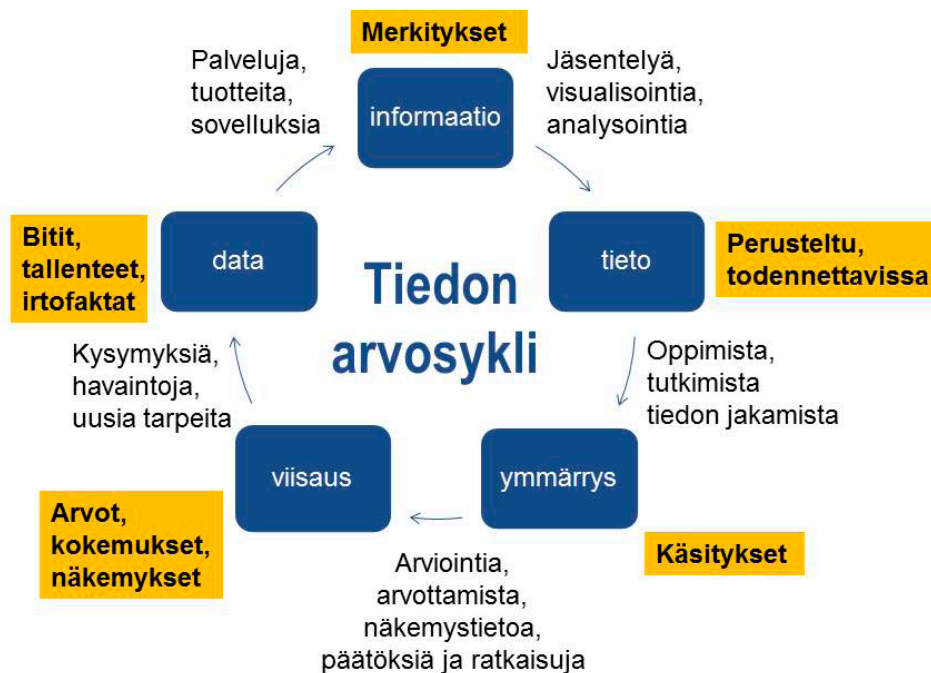 Merkitykset
Palveluja,
tuotteita,
sovelluksia
informaatio
Jäsentelyä,
visualisointia,
analysointia
Bitit,
tallenteet,
irtofaktat
data
Tiedon
arvosykli
tieto
Perusteltu,
todennettavissa
Kysymyksiä,
havaintoja,
uusia tarpeita
Oppimista,
tutkimista
tiedon jakamista
viisaus
ymmärrys
Arvot,
kokemukset,
näkemykset
Käsitykset
Arviointia,
arvottamista,
näkemystietoa,
päätöksiä ja ratkaisuja